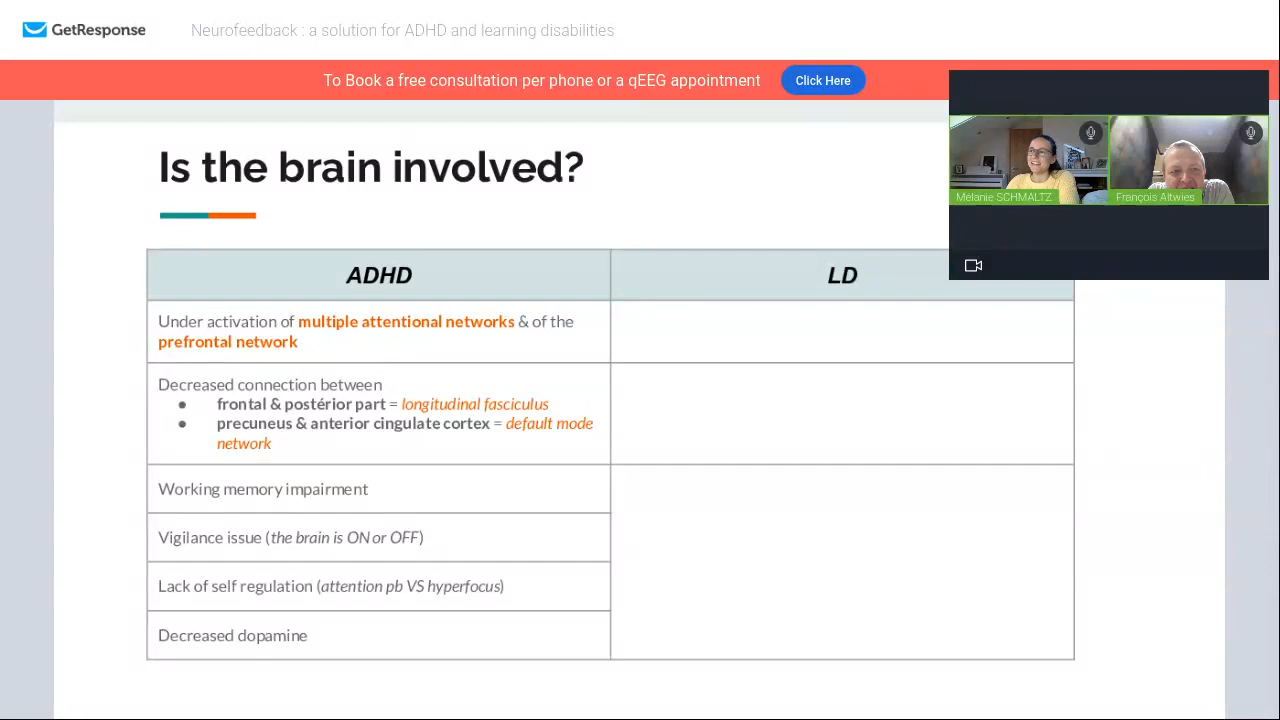 GetResponse
Neurofeedback : a solution for ADHD and learning disabilities
To Book a free consultation per phone or a qEEG appointment
Click Here
Mélanie SCHMALTZ
François Altwies
Is the brain involved?
ADHD
LD
Under activation of multiple attentional networks & of the
prefrontal network
Decreased connection between
● frontal & postérior part = longitudinal fasciculus
● precuneus & anterior cingulate cortex = default mode
network
Working memory impairment
Vigilance issue (the brain is ON or OFF)
Lack of self regulation (attention pb VS hyperfocus)
Decreased dopamine